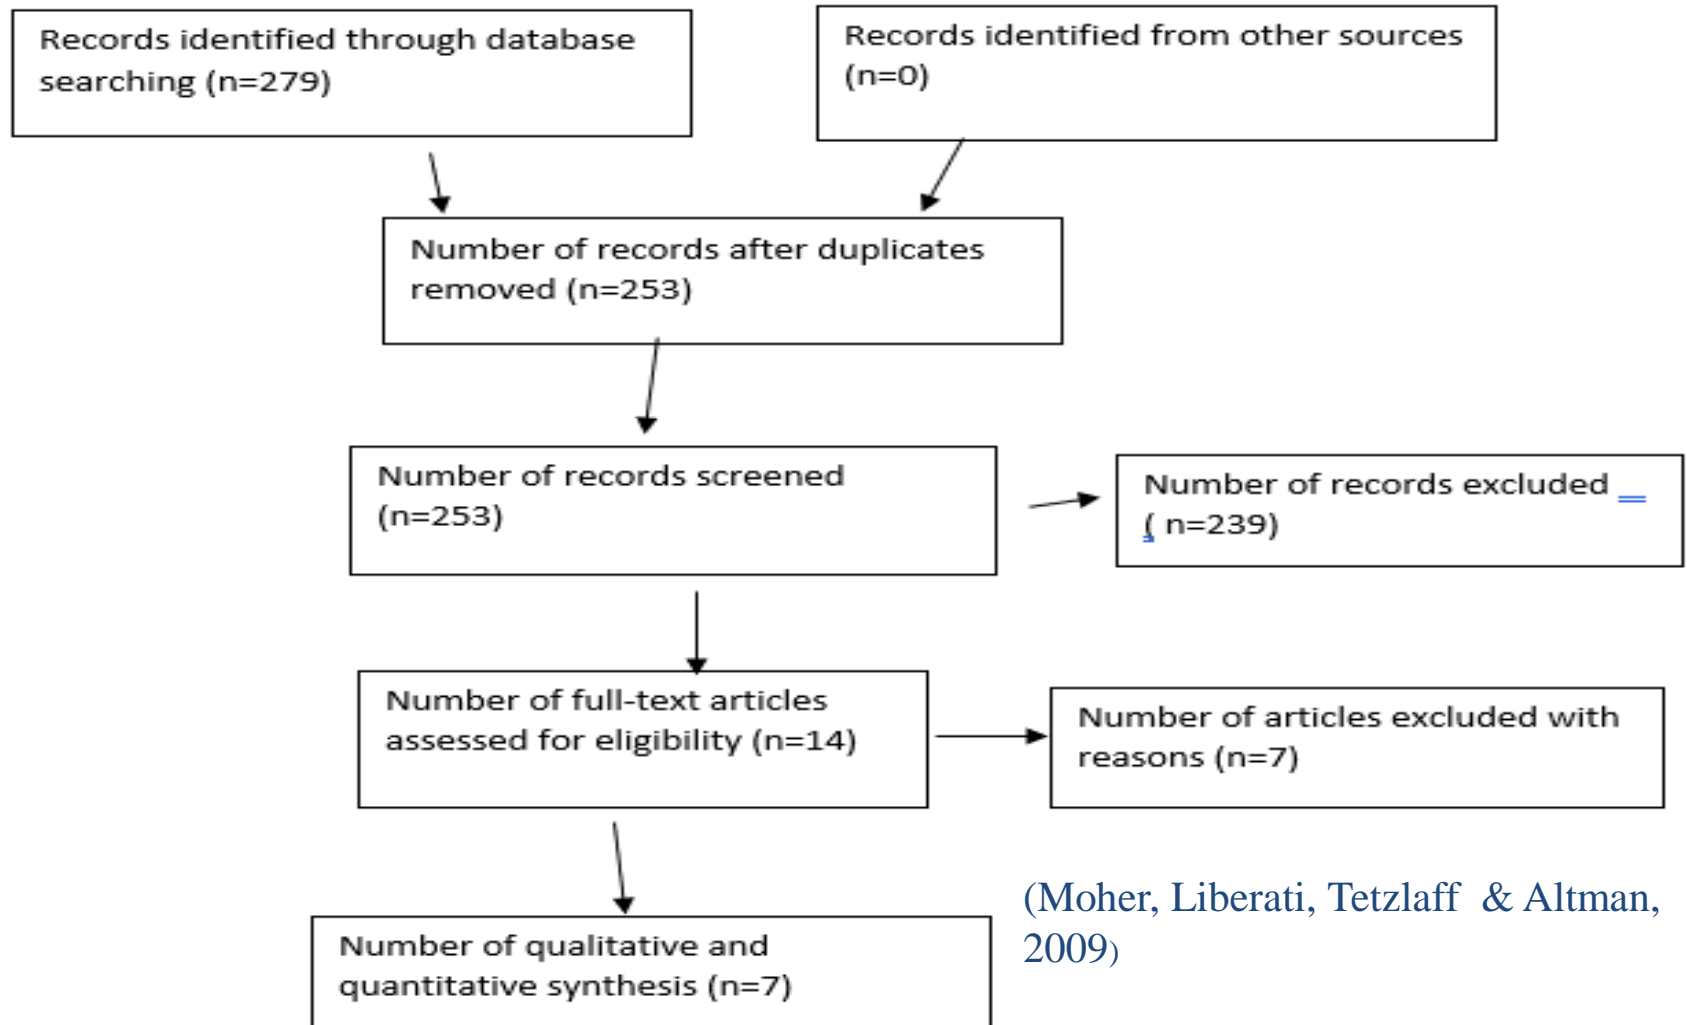 Records identified through database
searching (n=279)
Records identified from other sources
(n=0)
Number of records after duplicates
removed (n=253)
Number of records screened
(n=253)
Number of records excluded
( n=239)
Number of full-text articles
assessed for eligibility (n=14)
Number of articles excluded with
reasons (n=7)
(Moher, Liberati, Tetzlaff & Altman,
2009)
Number of qualitative and
quantitative synthesis (n=7)